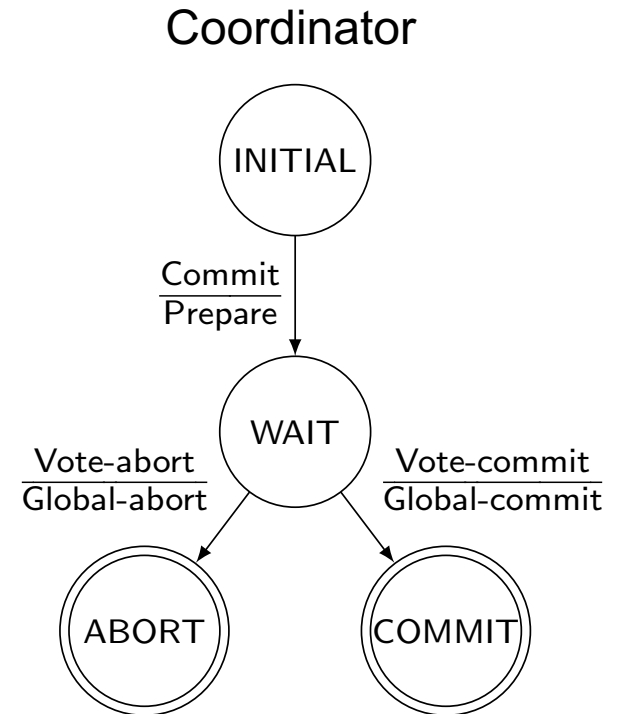 Coordinator
INITIAL
Commit
Prepare
WAIT
Vote-abort
Global-abort
Vote-commit
Global-commit
ABORT
COMMIT